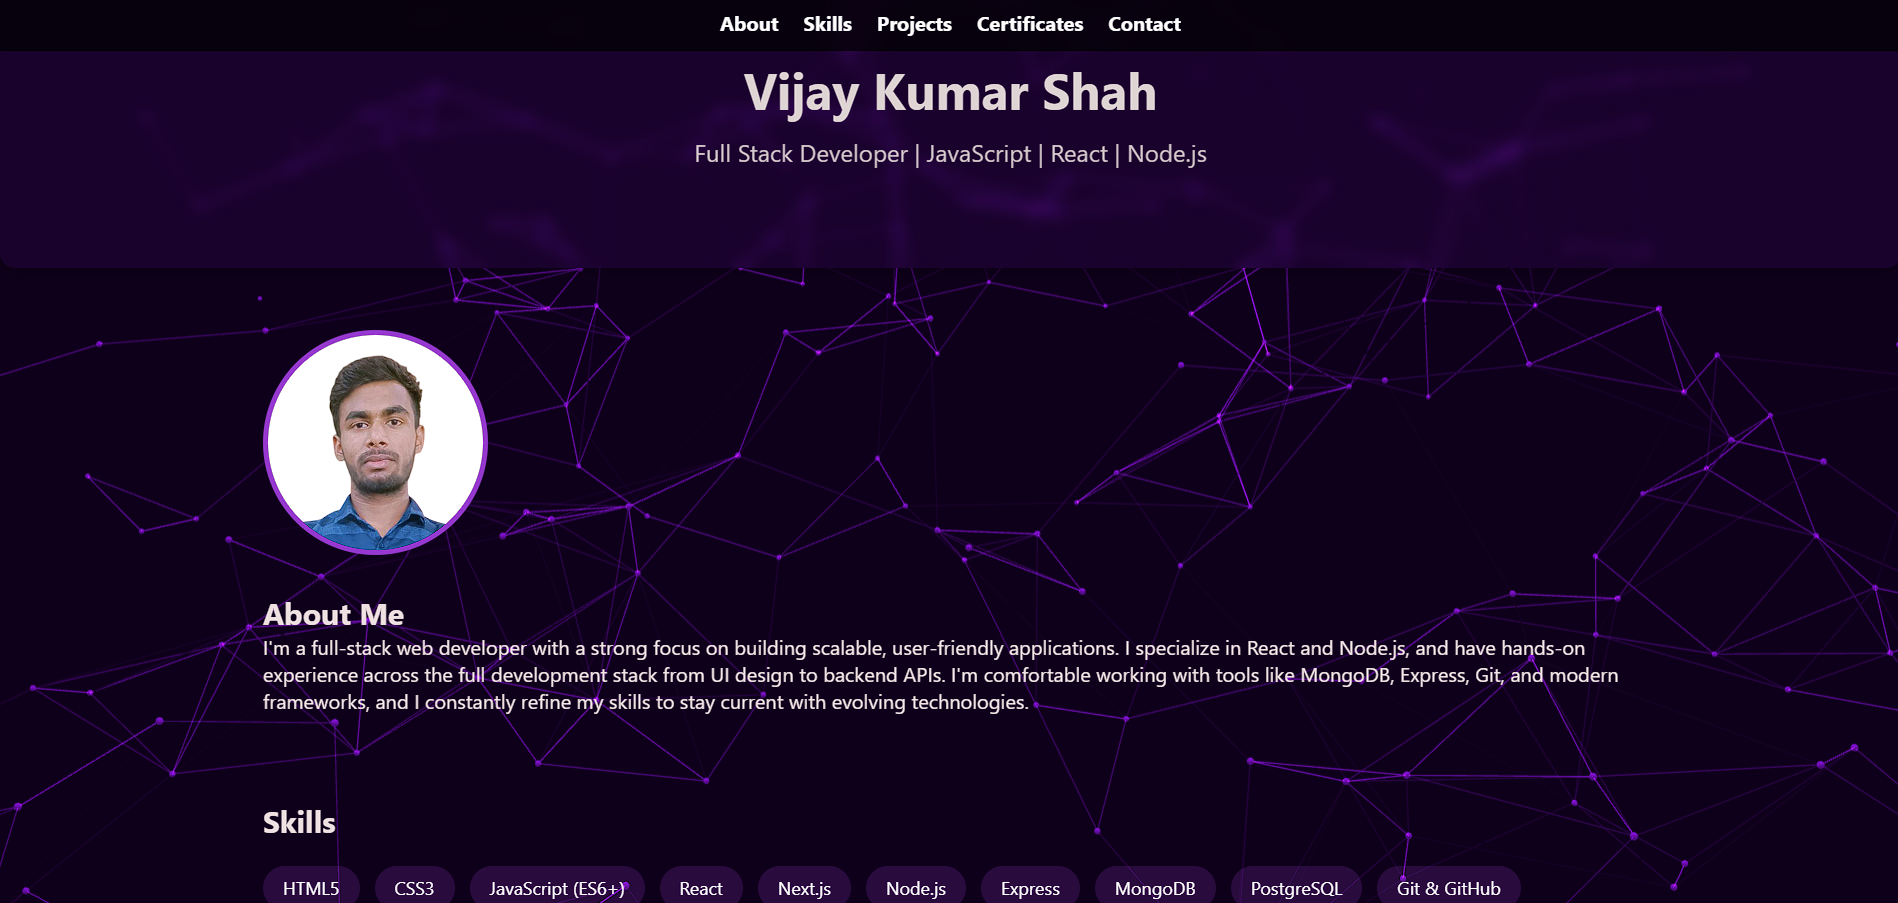 About Skills Projects Certificates Contact
Vijay Kumar Shah
Full Stack Developer | JavaScript | React | Node.js
About Me
I'm a full-stack web developer with a strong focus on building scalable, user-friendly applications. I specialize in React and Node.js, and have hands-on
experience across the full development stack from UI design to backend APIs. I'm comfortable working with tools like MongoDB, Express, Git, and modern
frameworks, and I constantly refine my skills to stay current with evolving technologies.
Skills
HTML5 CSS3 JavaScript (ES6+) React Next.js Node.js Express MongoDB PostgreSQL Git & GitHub